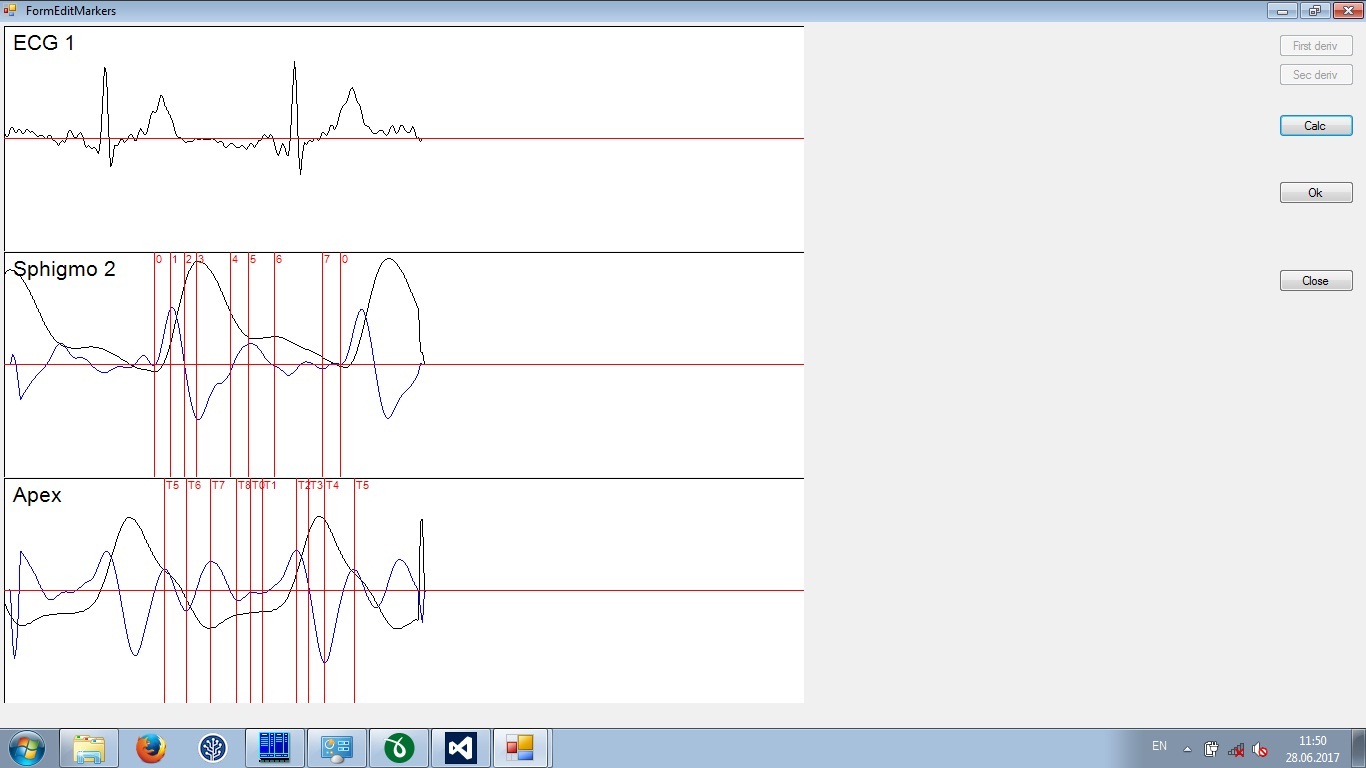 FormEditMarkers
ECG 1
First deriv
Sec deriv
Calc
Ok
Sphigmo 2
0 1 2 3 4 5 6 7 0
Close
Apex
T5 T6 T7 T8 T0 T1 T2 T3 T4 T5
EN
11:50
28.06.2017